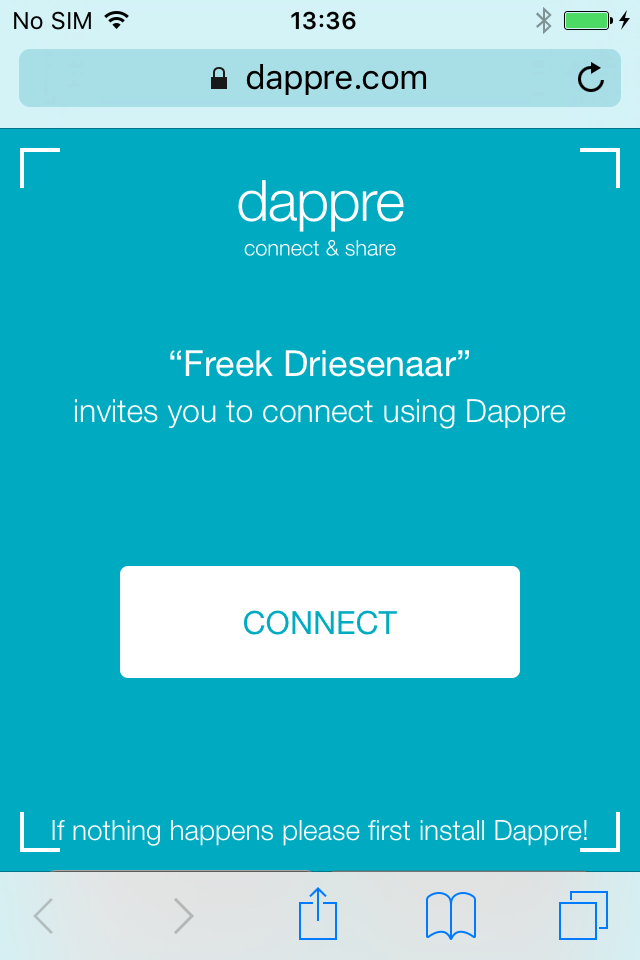 No SIM 13:36
dappre.com
dappre
connect & share
“Freek Driesenaar”
invites you to connect using Dappre
CONNECT
If nothing happens please first install Dappre!